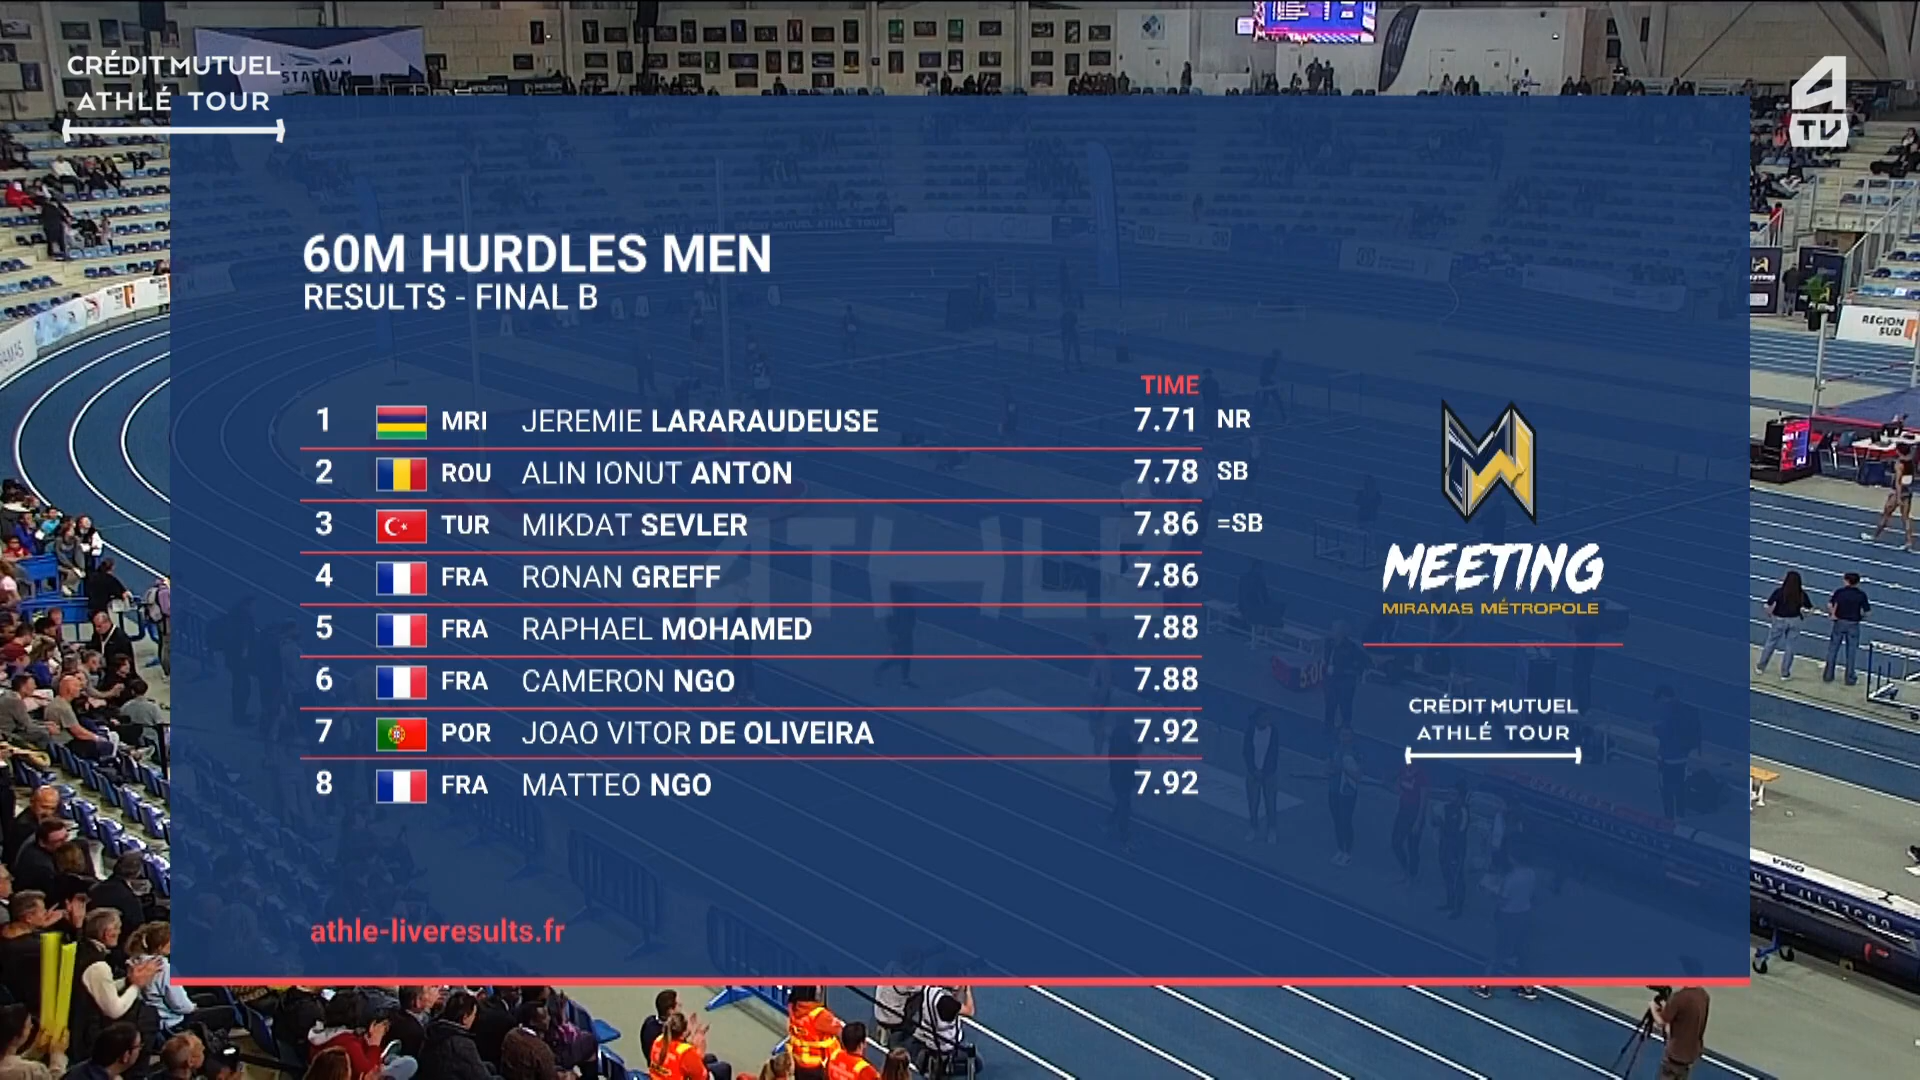 CRÉDIT MUTUEL
ATHLÉ TOUR
4
TV
60M HURDLES MEN
RESULTS - FINAL B
TIME
1 MRI JEREMIE LARARAUDEUSE 7.71 NR
2 ROU ALIN IONUT ANTON 7.78 SB
3 TUR MIKDAT SEVLER 7.86 =SB
4 FRA RONAN GREFF 7.86
5 FRA RAPHAEL MOHAMED 7.88
6 FRA CAMERON NGO 7.88
7 POR JOAO VITOR DE OLIVEIRA 7.92
8 FRA MATTEO NGO 7.92
MEETING
MIRAMAS MÉTROPOLE
CRÉDIT MUTUEL
ATHLÉ TOUR
athle-liveresults.fr
RÉGION
SUD
ATHLE